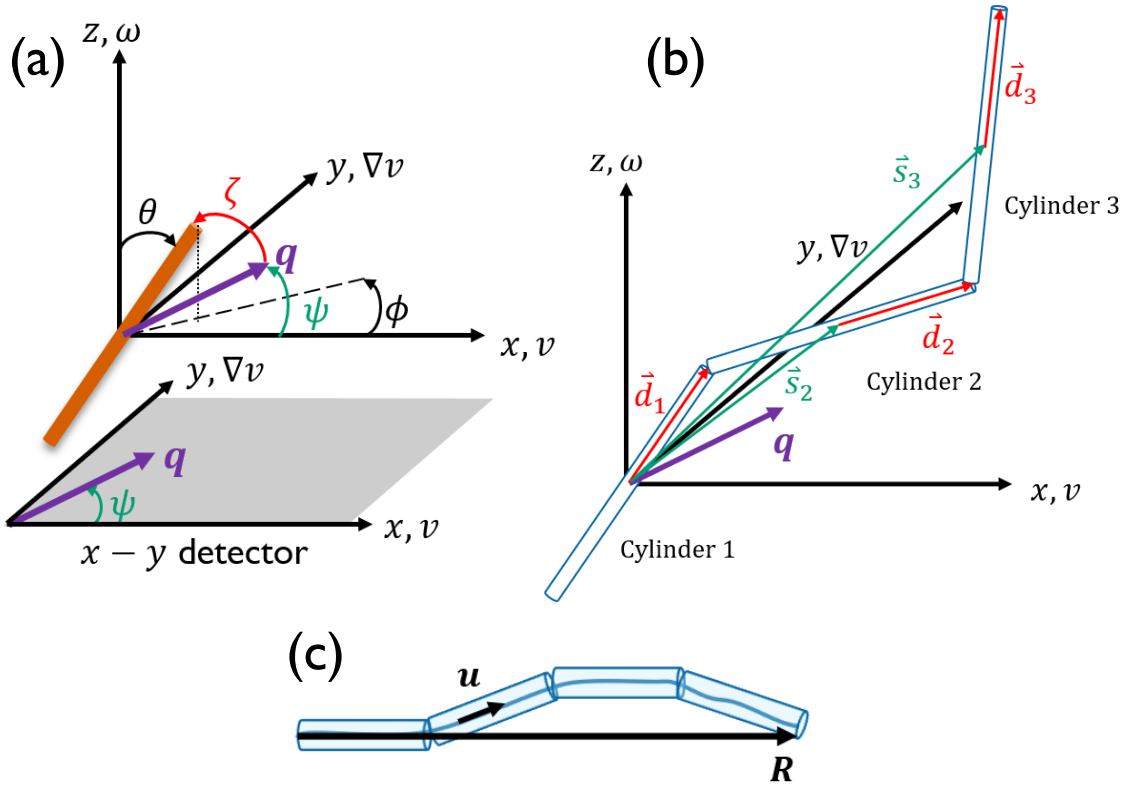 (a)
z, ω
y, ∇v
ζ
θ
q
ψ
ϕ
x, v
y, ∇v
q
ψ
x, v
x − y detector
(b)
d⃗₃
z, ω
s⃗₃
Cylinder 3
y, ∇v
d⃗₂
d⃗₁
s⃗₂
Cylinder 2
q
x, v
Cylinder 1
(c)
u
R